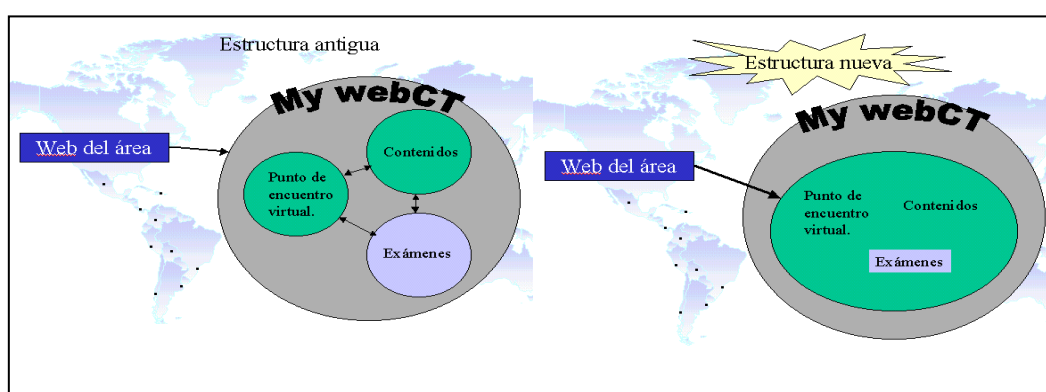 Estructura antigua
My webCT
Web del área
Contenidos
Punto de
encuentro
virtual.
Exámenes
Estructura nueva
My webCT
Web del área
Punto de
encuentro
virtual.
Contenidos
Exámenes